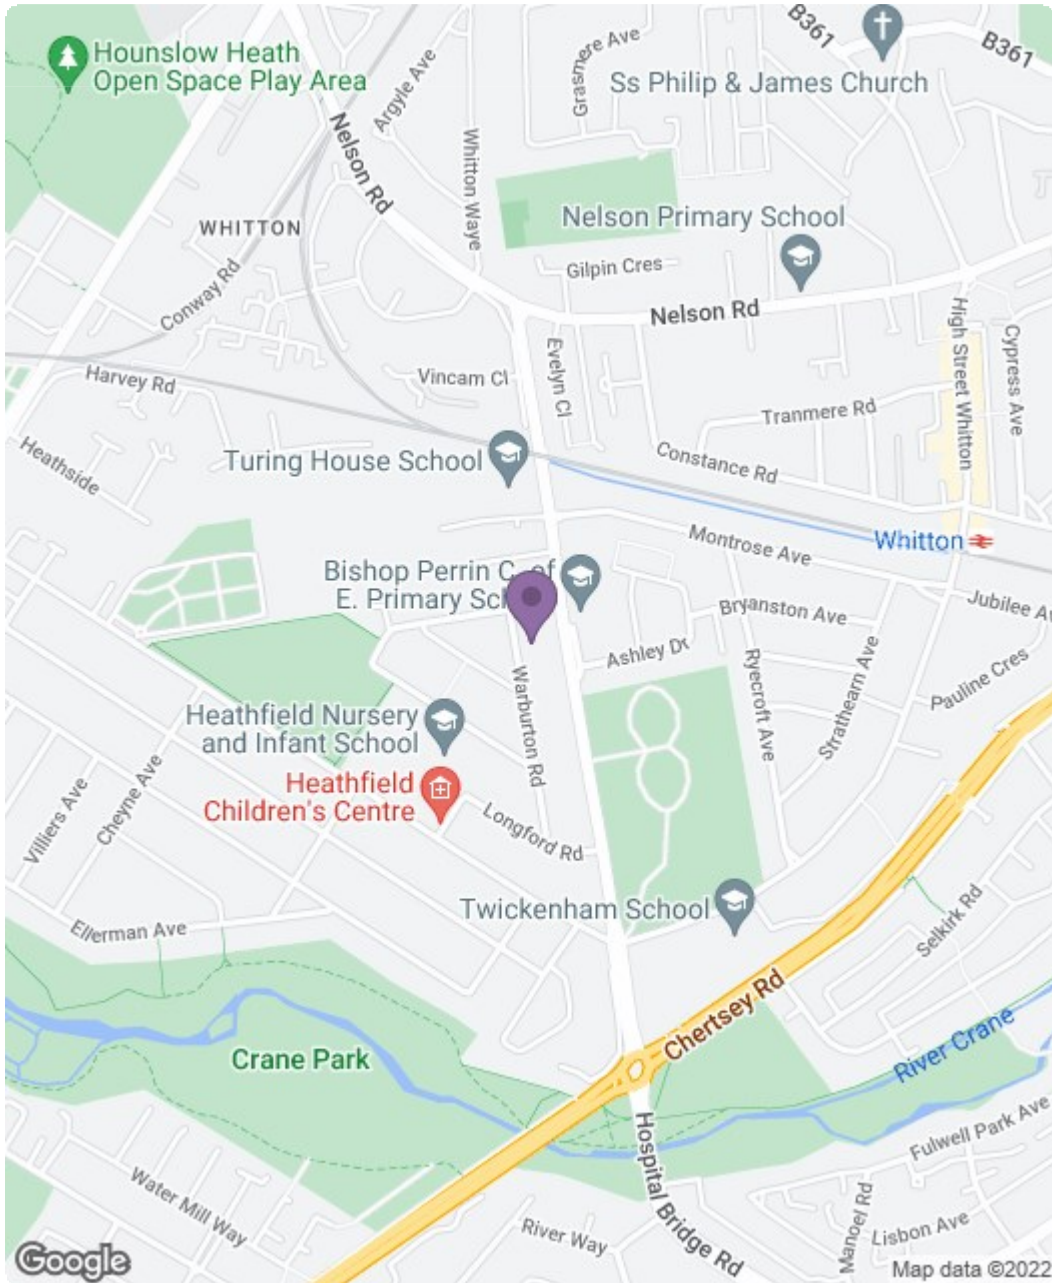 Hounslow Heath
Open Space Play Area
B361
B361
Ss Philip & James Church
Grasmere Ave
Argyle Ave
Nelson Rd
Whitton Waye
WHITTON
Nelson Primary School
Gilpin Cres
Conway Rd
Nelson Rd
High Street Whitton
Cypress Ave
Evelyn Cl
Vincam Cl
Harvey Rd
Tranmere Rd
Heathside
Turing House School
Constance Rd
Montrose Ave
Whitton
Bishop Perrin C. of
E. Primary
Bryanston Ave
Jubilee Av
Ashley Dr
Warburton Rd
Ryecroft Ave
Strathearn Ave
Pauline Cres
Heathfield Nursery
and Infant School
Heathfield
Children's Centre
Villiers Ave
Cheyne Ave
Longford Rd
Twickenham School
Ellerman Ave
Selkirk Rd
Chertsey Rd
River Crane
Crane Park
Hospital Bridge Rd
Fulwell Park Ave
Water Mill Way
River Way
Manoel Rd
Lisbon Ave
Google
Map data ©2022